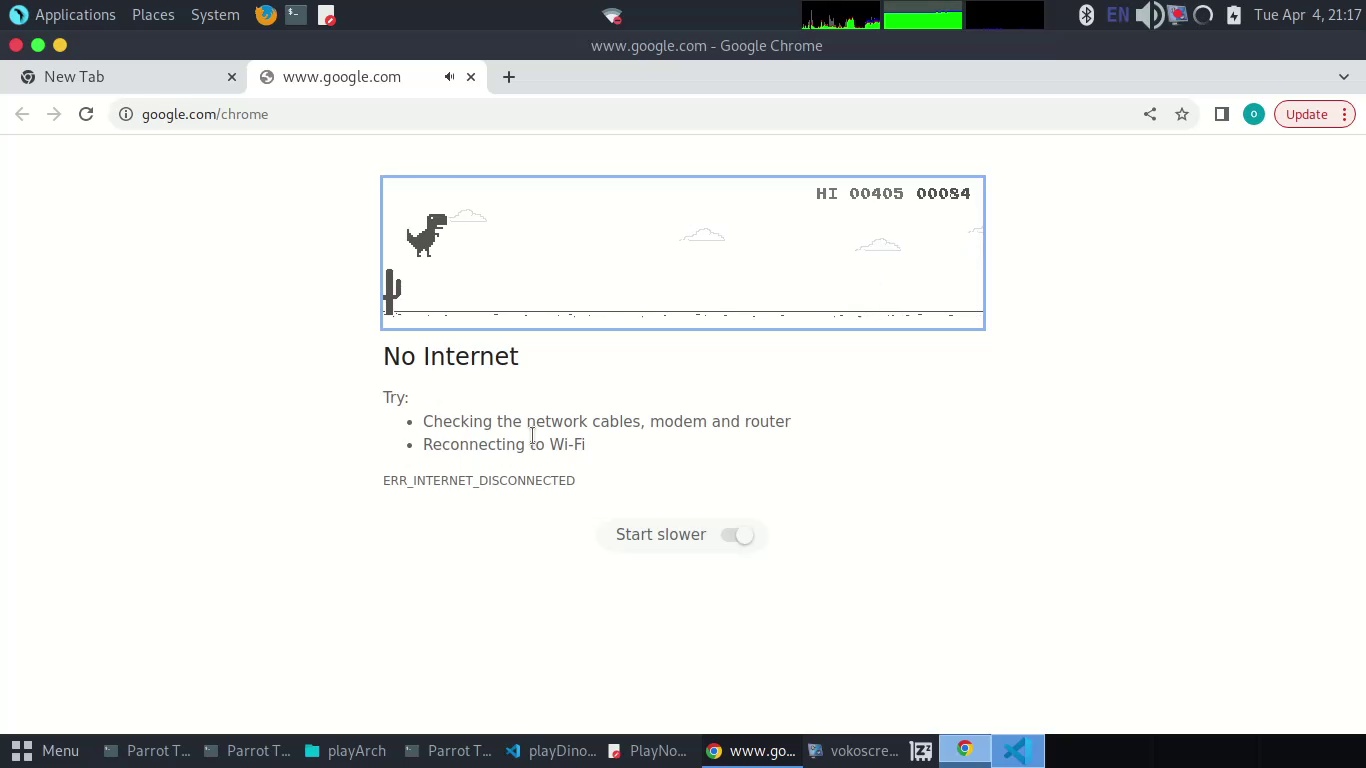 Applications Places System EN Tue Apr 4, 21:17
www.google.com - Google Chrome
New Tab www.google.com
google.com/chrome o Update
HI 00405 00084
No Internet
Try:
• Checking the network cables, modem and router
• Reconnecting to Wi-Fi
ERR_INTERNET_DISCONNECTED
Start slower
Menu Parrot T... Parrot T... playArch Parrot T... playDino... PlayNo... www.go... vokoscre...